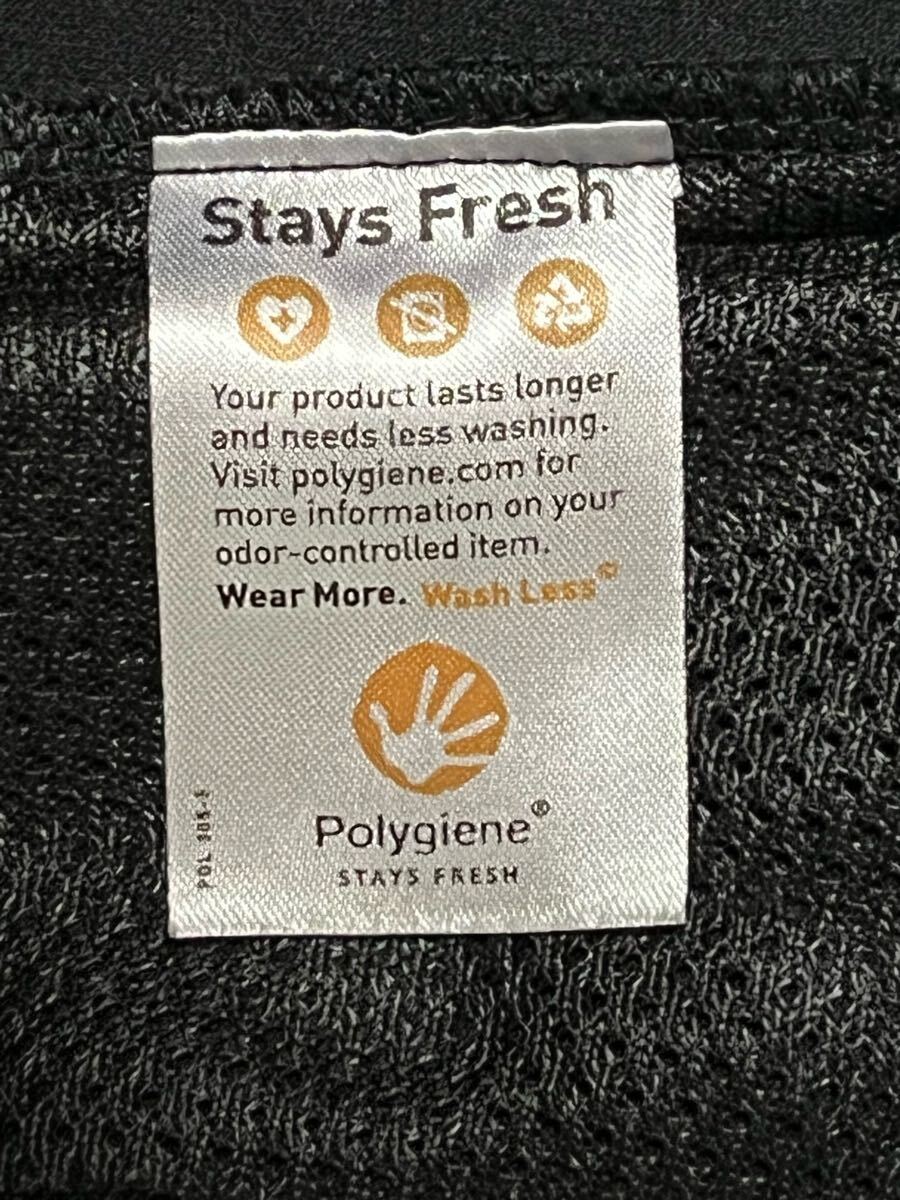 Stays Fresh
Your product lasts longer
and needs less washing.
Visit polygiene.com for
more information on your
odor-controlled item.
Wear More. Wash Less®
Polygiene®
STAYS FRESH
POL